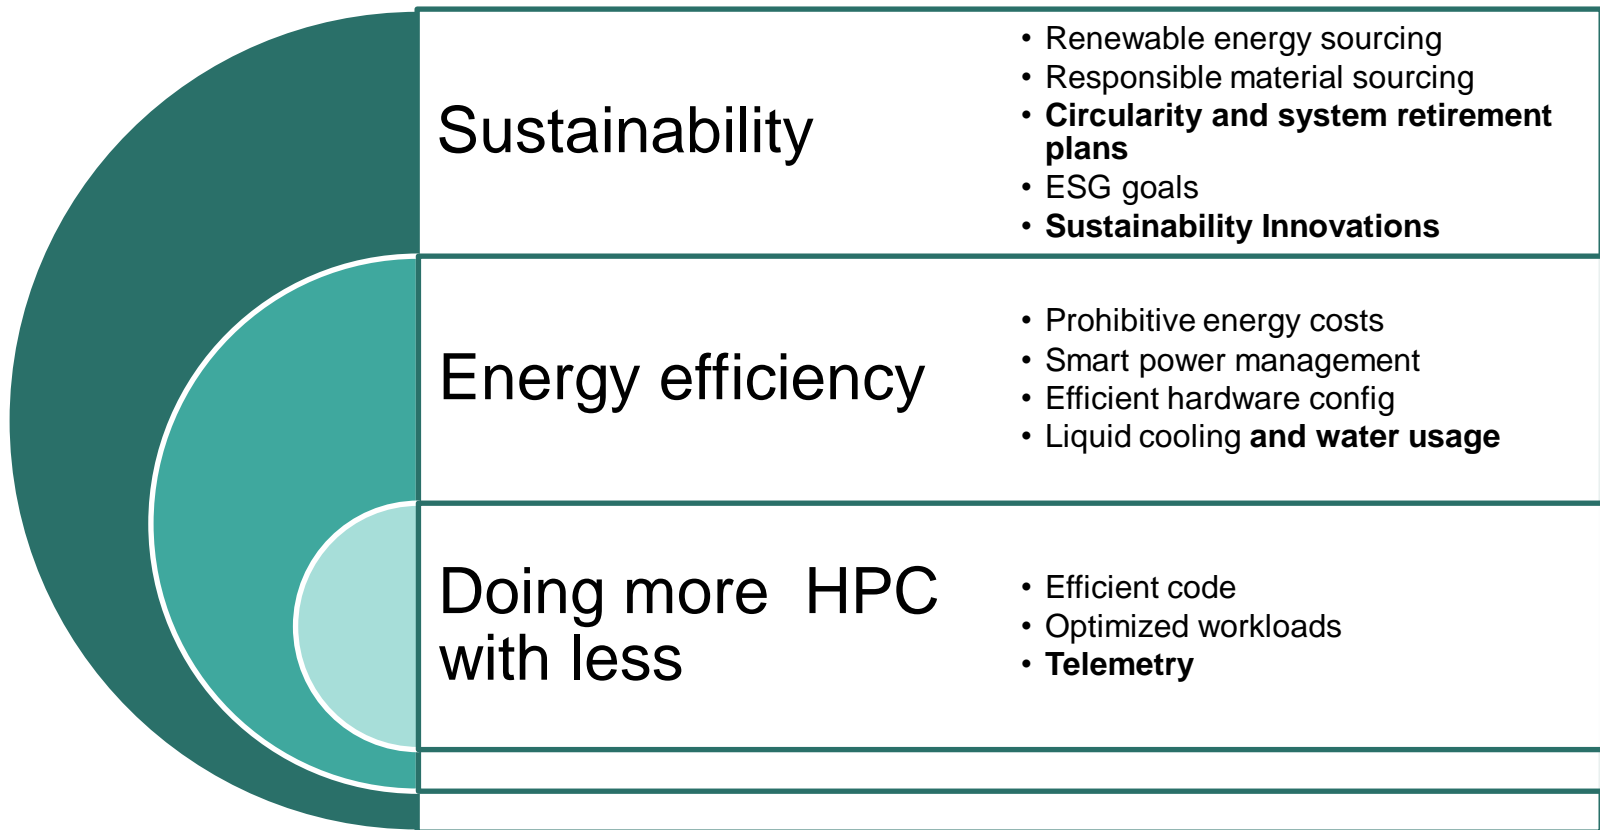 Sustainability
• Renewable energy sourcing
• Responsible material sourcing
• Circularity and system retirement
plans
• ESG goals
• Sustainability Innovations
Energy efficiency
• Prohibitive energy costs
• Smart power management
• Efficient hardware config
• Liquid cooling and water usage
Doing more  HPC
with less
• Efficient code
• Optimized workloads
• Telemetry